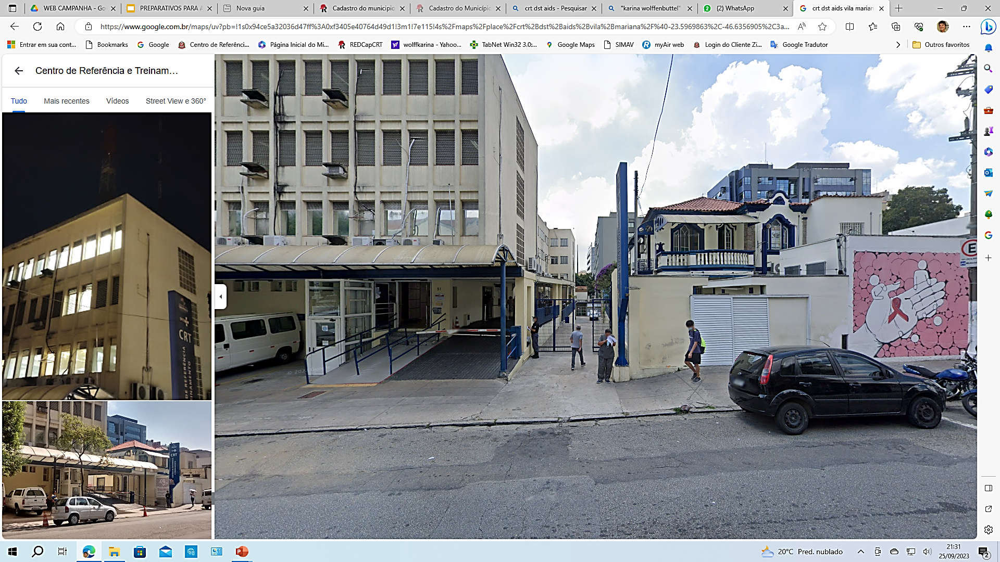 WEB CAMPANHA - Go
PREPARATIVOS PARA A
Nova guia
Cadastro do municipio
Cadastro do Municípic
crt dst aids - Pesquisar
"karina wolffenbuttel"
(2) WhatsApp
crt dst aids vila marian
https://www.google.com.br/maps/uv?pb=!1s0x94ce5a32036d47ff%3A0xf3405e40764d49d1!3m1!7e115!4s%2Fmaps%2Fplace%2Fcrt%2Bdst%2Baids%2Bvila%2Bmariana%2F%40-23.5969863%2C-46.6356905%2C3a...
Entrar em sua cont...
Bookmarks
Google
Centro de Referênci...
Página Inicial do Mi...
REDCapCRT
wolffkarina - Yahoo...
TabNet Win32 3.0:...
Google Maps
SIMAV
myAir web
Login do Cliente Zi...
Google Tradutor
Outros favoritos
Centro de Referência e Treinam...
Tudo
Mais recentes
Vídeos
Street View e 360°
CRT
DE REFERÊNCIA
CRT
E
20°C Pred. nublado
21:31
25/09/2023
2